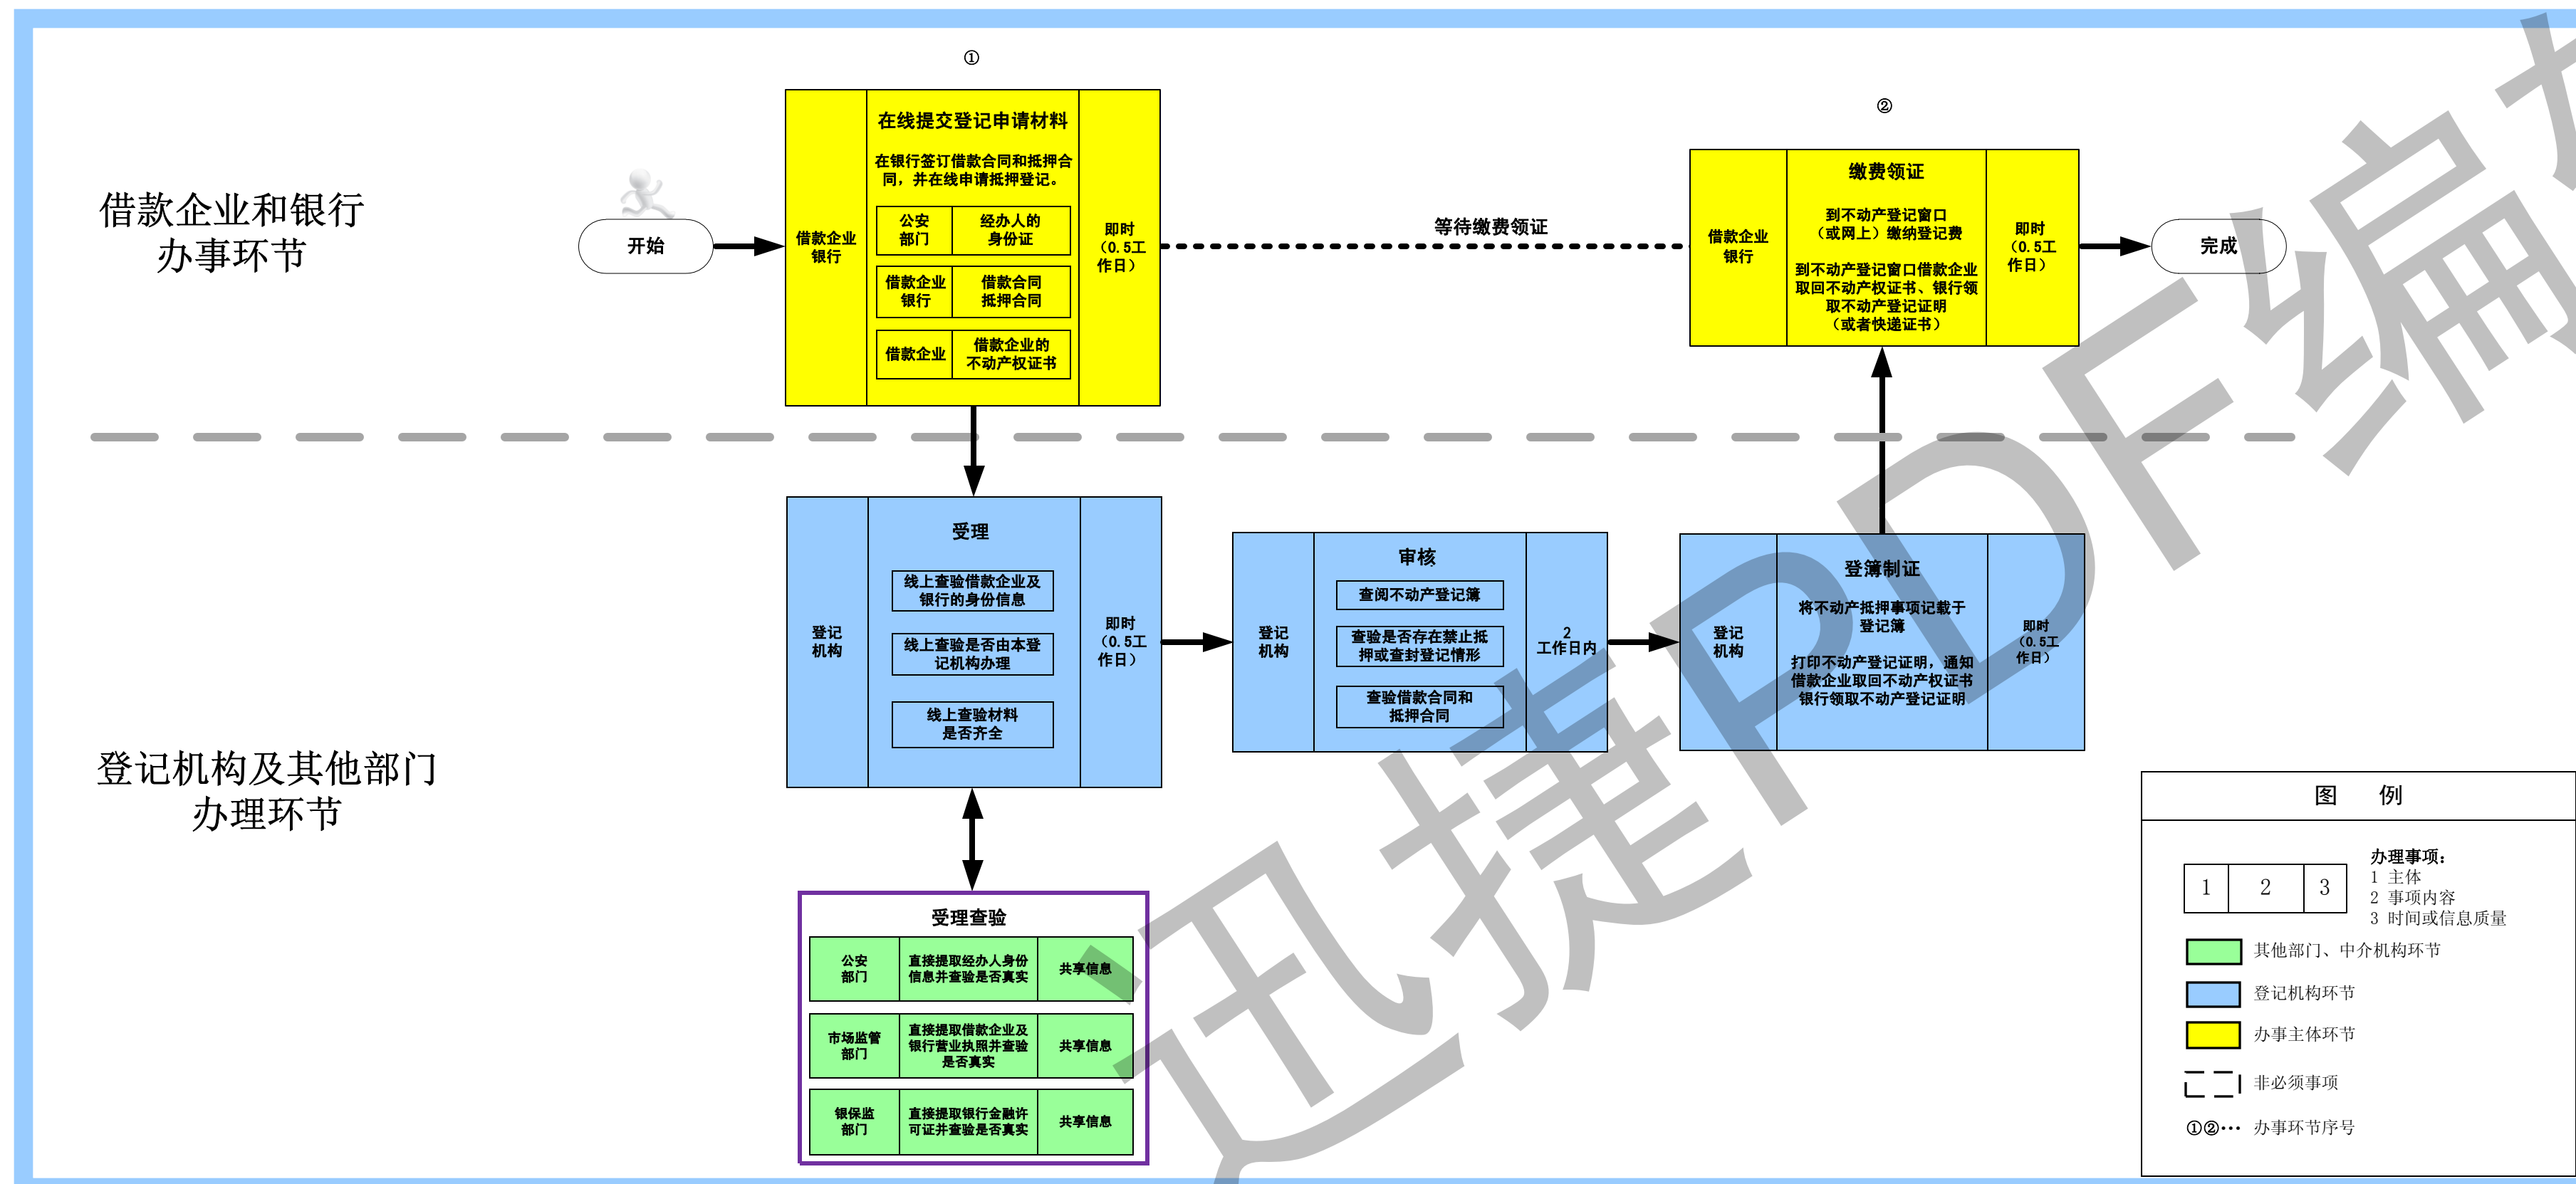 ①
②
在线提交登记申请材料
在银行签订借款合同和抵押合
同，并在线申请抵押登记。
借款企业
银行
公安
部门
经办人的
身份证
借款企业
银行
借款合同
抵押合同
借款企业
借款企业的
不动产权证书
即时
（0.5工
作日）
借款企业和银行
办事环节
开始
等待缴费领证
借款企业
银行
缴费领证
到不动产登记窗口
（或网上）缴纳登记费
到不动产登记窗口借款企业
取回不动产权证书、银行领
取不动产登记证明
（或者快递证书）
即时
（0.5工
作日）
完成
登记机构及其他部门
办理环节
登记
机构
受理
线上查验借款企业及
银行的身份信息
线上查验是否由本登
记机构办理
线上查验材料
是否齐全
即时
（0.5工
作日）
登记
机构
审核
查阅不动产登记簿
查验是否存在禁止抵
押或查封登记情形
查验借款合同和
抵押合同
2
工作日内
登记
机构
登簿制证
将不动产抵押事项记载于
登记簿
打印不动产登记证明，通知
借款企业取回不动产权证书
银行领取不动产登记证明
即时
（0.5工
作日）
受理查验
公安
部门
直接提取经办人身份
信息并查验是否真实
共享信息
市场监管
部门
直接提取借款企业及
银行营业执照并查验
是否真实
共享信息
银保监
部门
直接提取银行金融许
可证并查验是否真实
共享信息
图 例
1 2 3
办理事项：
1 主体
2 事项内容
3 时间或信息质量
其他部门、中介机构环节
登记机构环节
办事主体环节
非必须事项
①②… 办事环节序号
迅捷PDF编